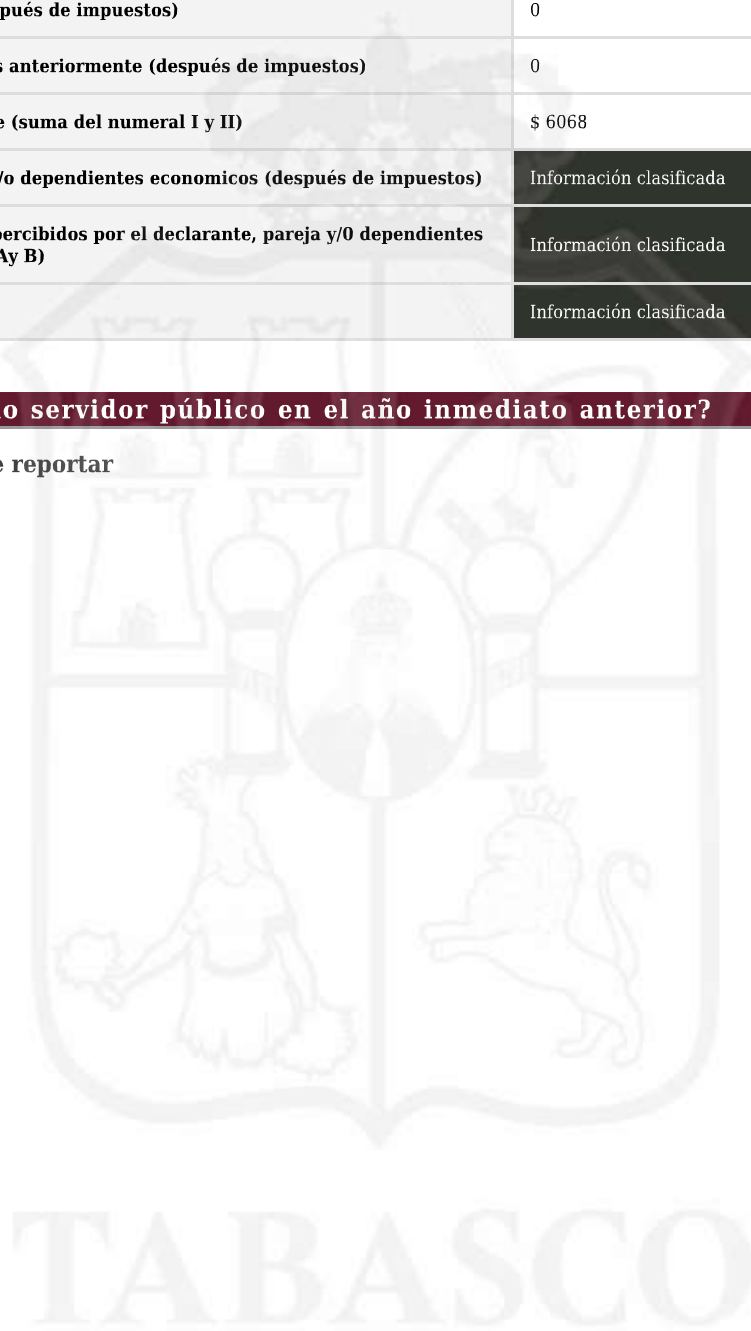 pués de impuestos)
0
s anteriormente (después de impuestos)
0
e (suma del numeral I y II)
$ 6068
/o dependientes economicos (después de impuestos)
Información clasificada
percibidos por el declarante, pareja y/0 dependientes
Ay B)
Información clasificada
Información clasificada
o servidor público en el año inmediato anterior?
e reportar
TABASCO